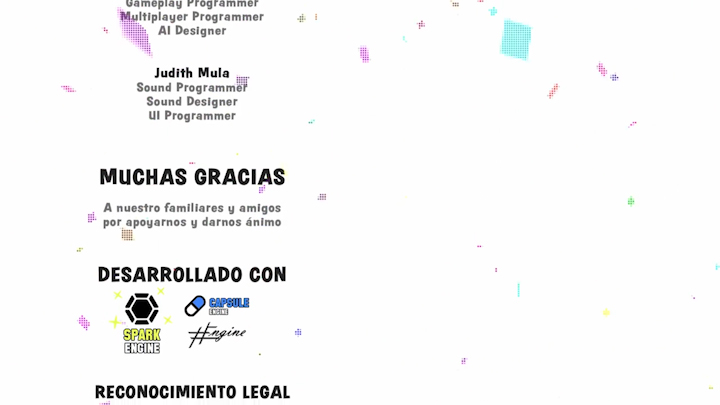 Gameplay Programmer
Multiplayer Programmer
AI Designer
Judith Mula
Sound Programmer
Sound Designer
UI Programmer
MUCHAS GRACIAS
A nuestro familiares y amigos
por apoyarnos y darnos ánimo
DESARROLLADO CON
SPARK
ENGINE
CAPSULE
ENGINE
#Engine
RECONOCIMIENTO LEGAL